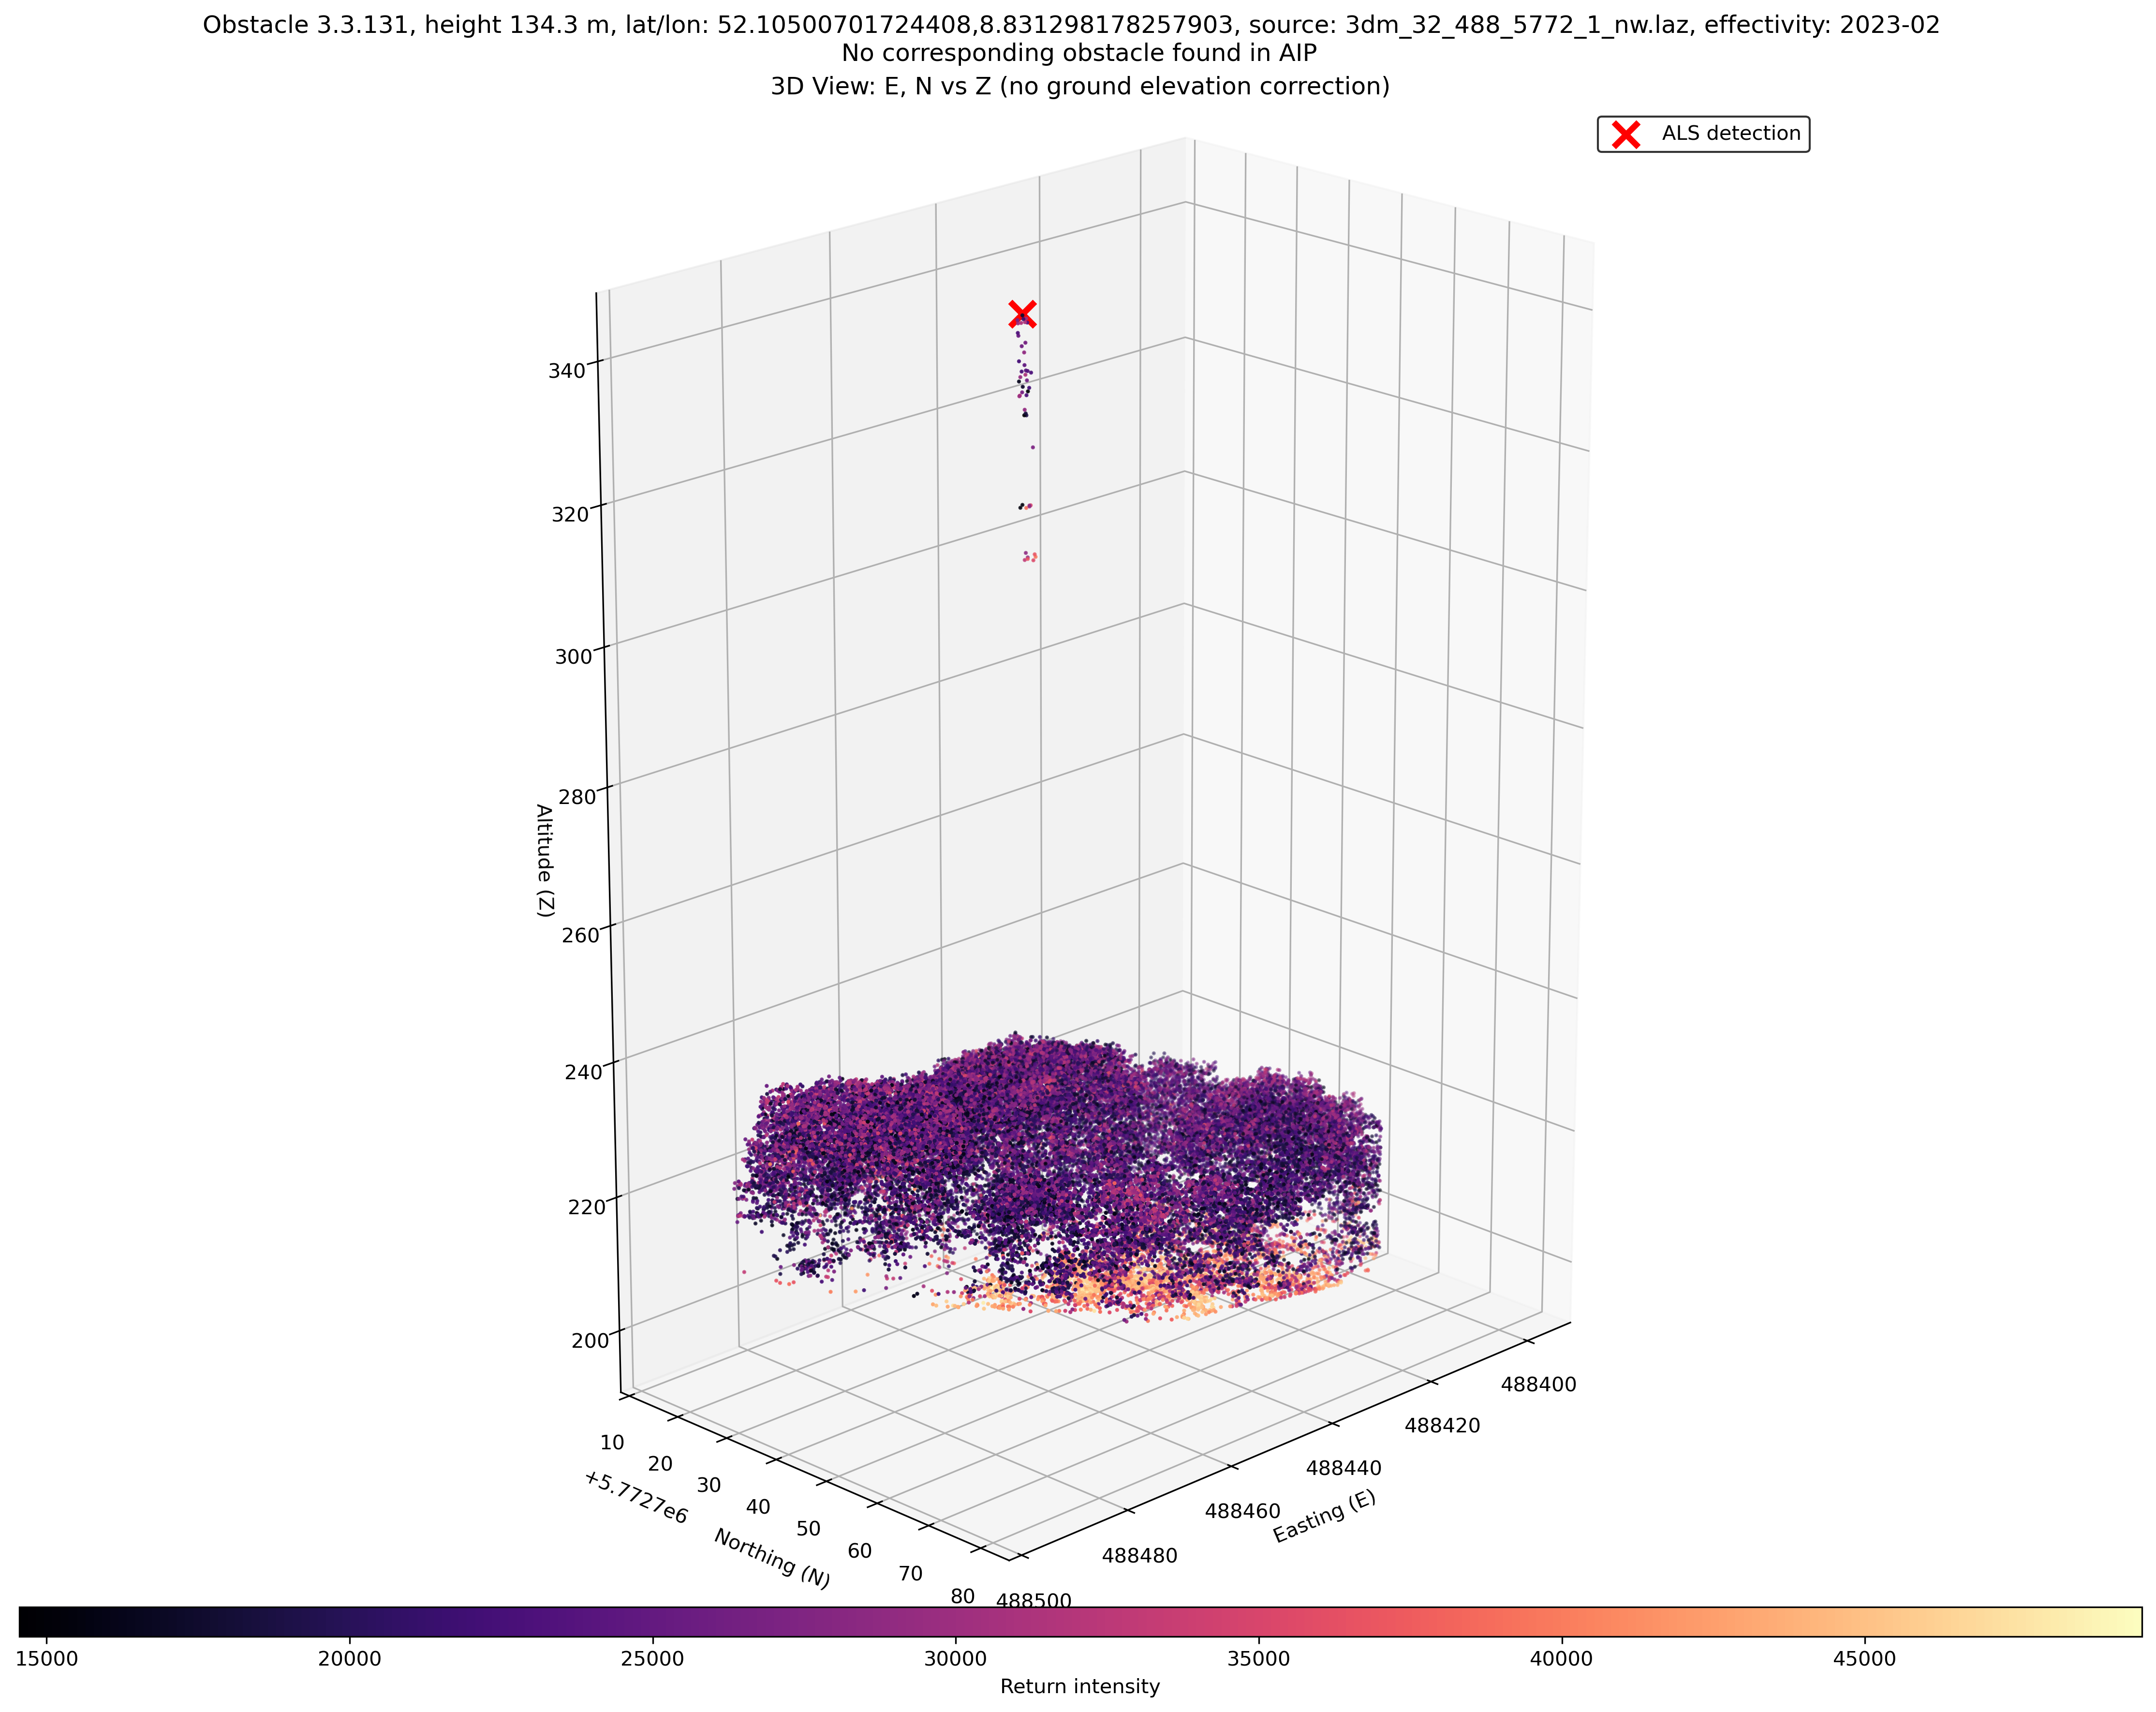 Obstacle 3.3.131, height 134.3 m, lat/lon: 52.10500701724408,8.831298178257903, source: 3dm_32_488_5772_1_nw.laz, effectivity: 2023-02
No corresponding obstacle found in AIP
3D View: E, N vs Z (no ground elevation correction)
ALS detection
340
320
300
280
260
240
220
200
Altitude (Z)
10
20
30
40
50
60
70
80
+5.7727e6
Northing (N)
488400
488420
488440
488460
488480
488500
Easting (E)
15000 20000 25000 30000 35000 40000 45000
Return intensity